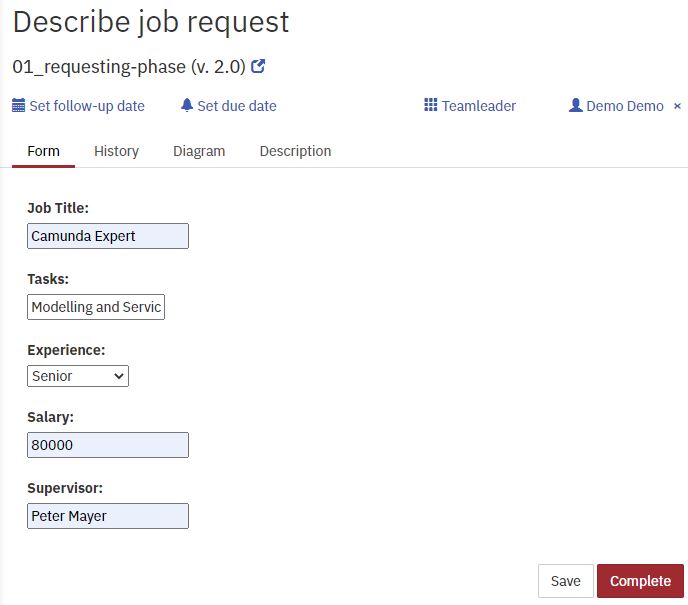 Describe job request
01_requesting-phase (v. 2.0)
Set follow-up date Set due date Teamleader Demo Demo ×
Form History Diagram Description
Job Title:
Camunda Expert
Tasks:
Modelling and Servic
Experience:
Senior
Salary:
80000
Supervisor:
Peter Mayer
Save Complete